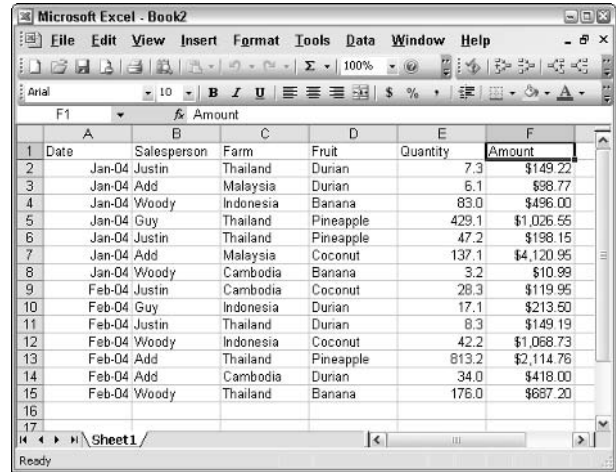 Microsoft Excel - Book2
File Edit View Insert Format Tools Data Window Help
Σ 100%
Arial 10 B I U $ % , A
F1 fx Amount
A B C D E F
1 Date Salesperson Farm Fruit Quantity Amount
2 Jan-04 Justin Thailand Durian 7.3 $149.22
3 Jan-04 Add Malaysia Durian 6.1 $98.77
4 Jan-04 Woody Indonesia Banana 83.0 $496.00
5 Jan-04 Guy Thailand Pineapple 429.1 $1,026.55
6 Jan-04 Justin Thailand Pineapple 47.2 $198.15
7 Jan-04 Add Malaysia Coconut 137.1 $4,120.95
8 Jan-04 Woody Cambodia Banana 3.2 $10.99
9 Feb-04 Justin Cambodia Coconut 28.3 $119.95
10 Feb-04 Guy Indonesia Durian 17.1 $213.50
11 Feb-04 Justin Thailand Durian 8.3 $149.19
12 Feb-04 Woody Indonesia Coconut 42.2 $1,068.73
13 Feb-04 Add Thailand Pineapple 813.2 $2,114.76
14 Feb-04 Add Cambodia Durian 34.0 $418.00
15 Feb-04 Woody Thailand Banana 176.0 $687.20
16
17
Sheet1
Ready